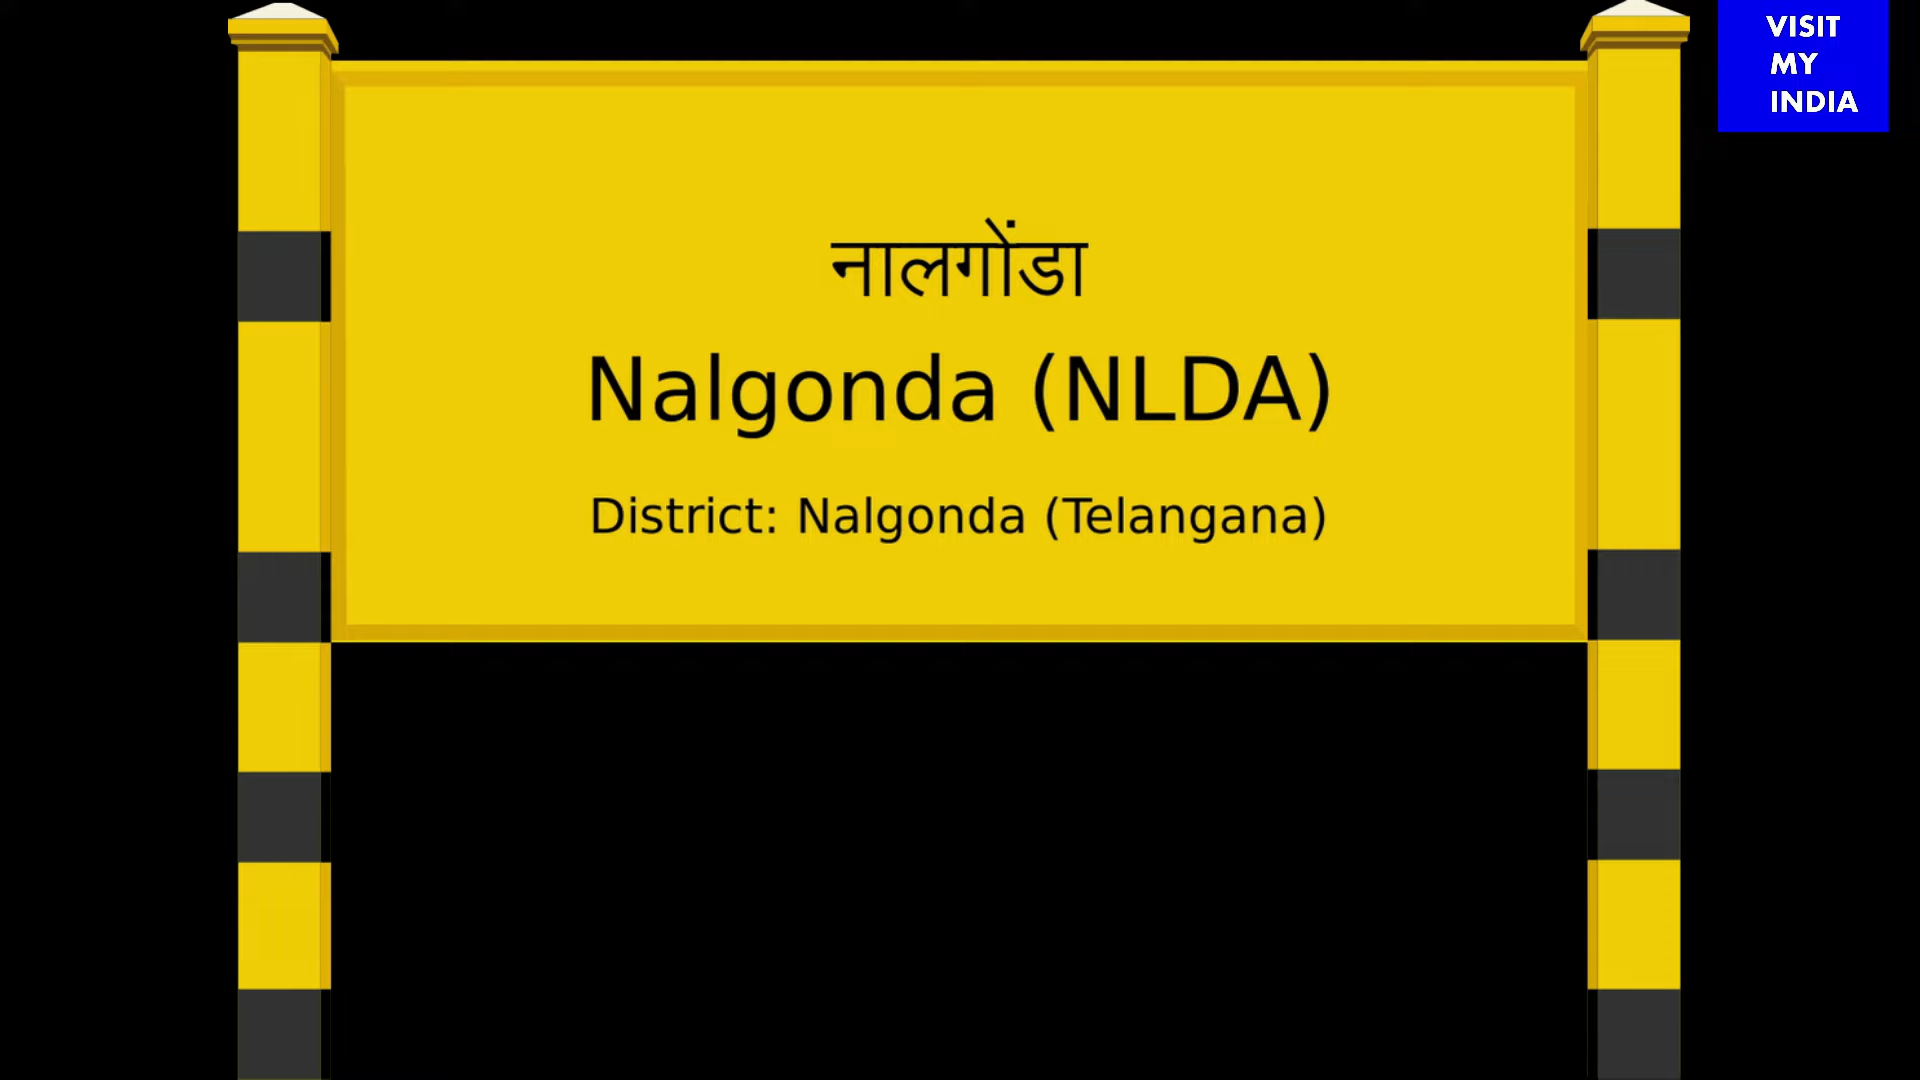 नालगोंडा
Nalgonda (NLDA)
District: Nalgonda (Telangana)
VISIT
MY
INDIA